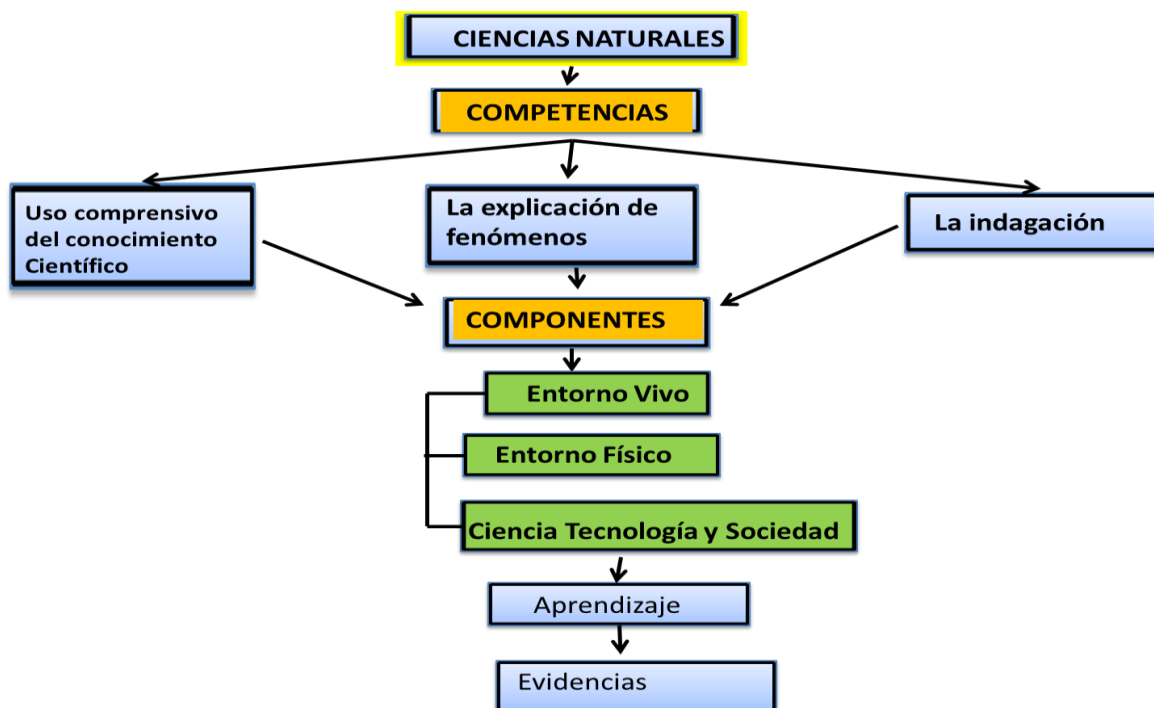 CIENCIAS NATURALES
COMPETENCIAS
Uso comprensivo
del conocimiento
Científico
La explicación de
fenómenos
La indagación
COMPONENTES
Entorno Vivo
Entorno Físico
Ciencia Tecnología y Sociedad
Aprendizaje
Evidencias